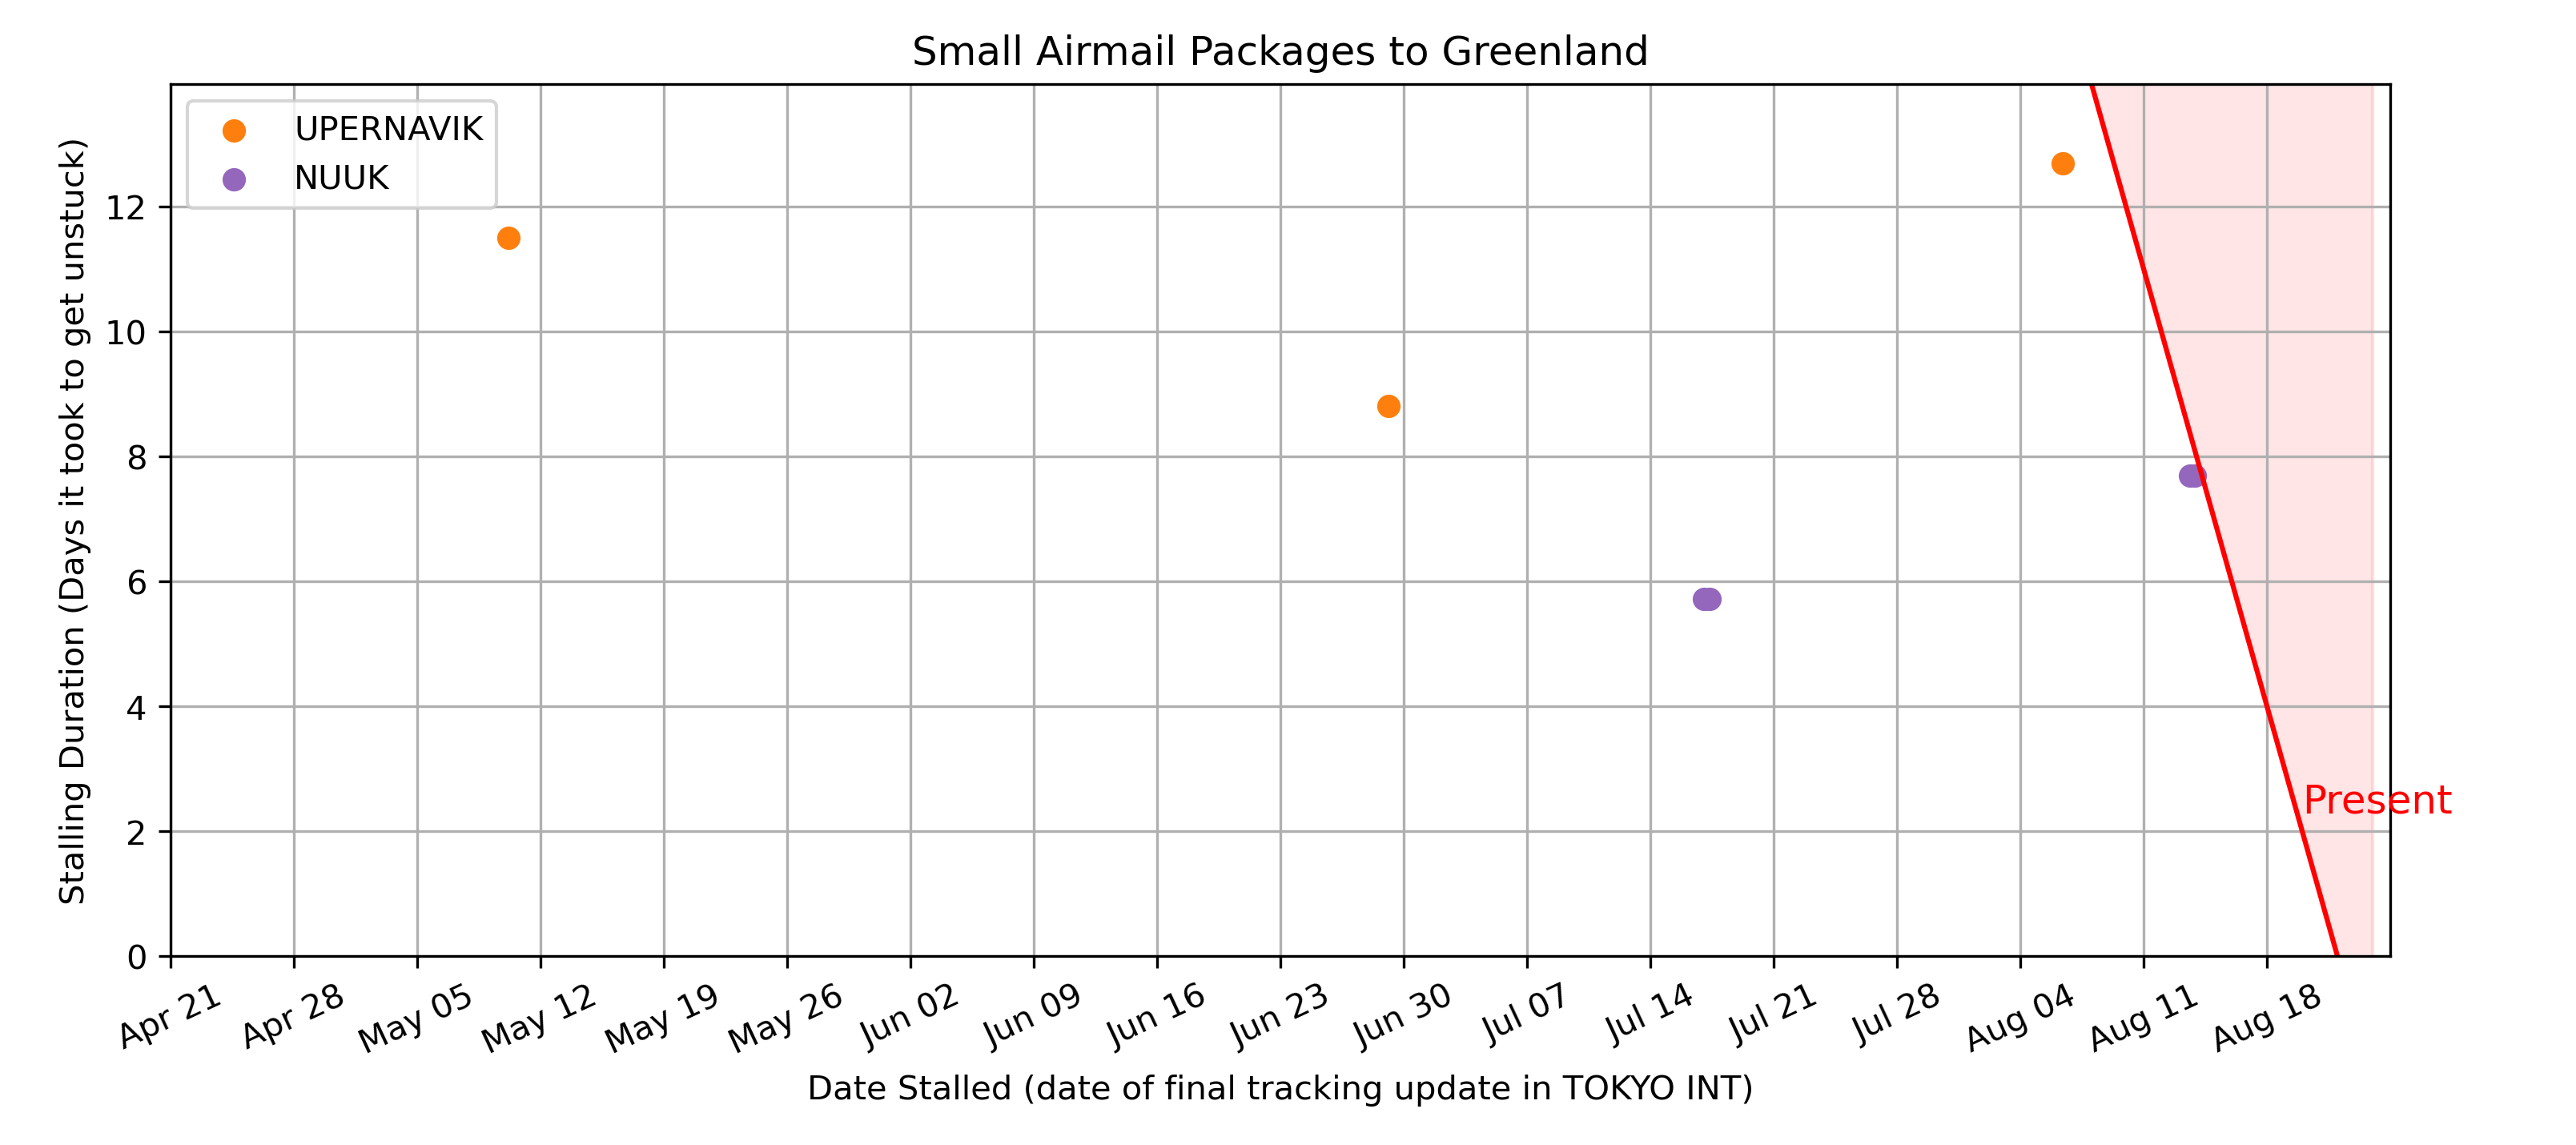 Small Airmail Packages to Greenland
UPERNAVIK
NUUK
Stalling Duration (Days it took to get unstuck)
12
10
8
6
4
2
0
Present
Apr 21
Apr 28
May 05
May 12
May 19
May 26
Jun 02
Jun 09
Jun 16
Jun 23
Jun 30
Jul 07
Jul 14
Jul 21
Jul 28
Aug 04
Aug 11
Aug 18
Date Stalled (date of final tracking update in TOKYO INT)